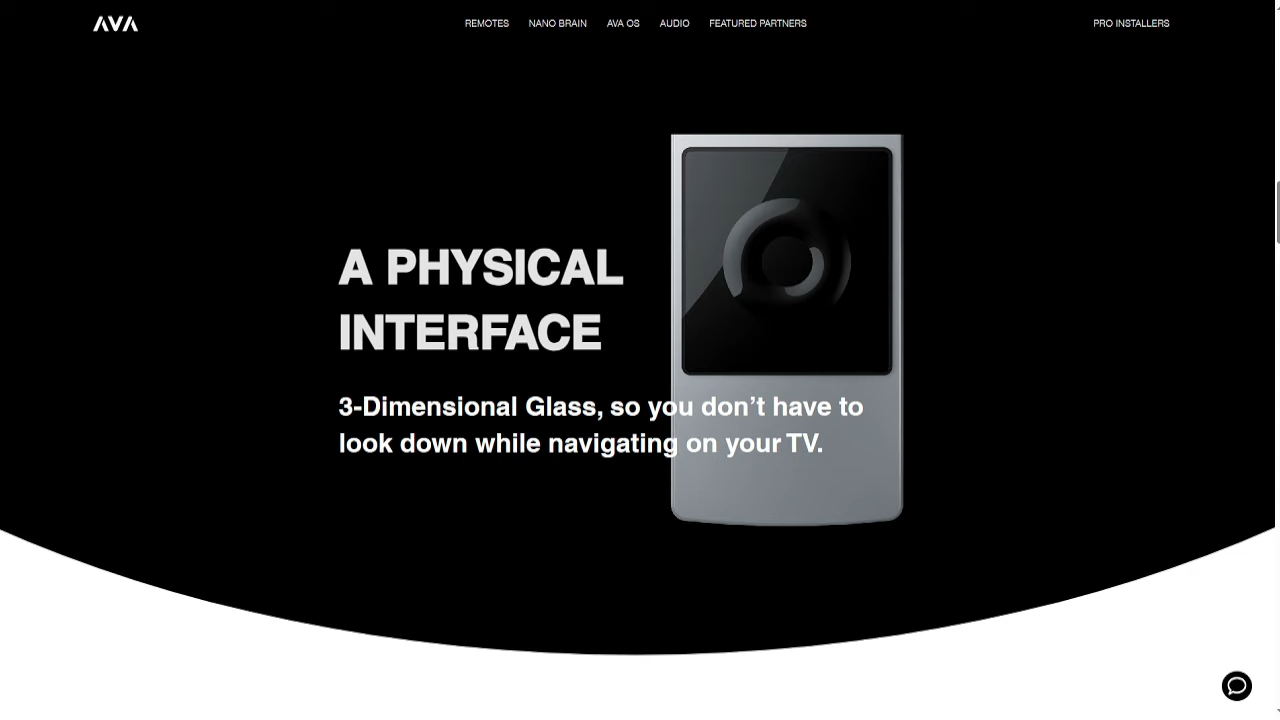 AVA
REMOTES
NANO BRAIN
AVA OS
AUDIO
FEATURED PARTNERS
PRO INSTALLERS
A PHYSICAL
INTERFACE
3-Dimensional Glass, so you don’t have to
look down while navigating on your TV.